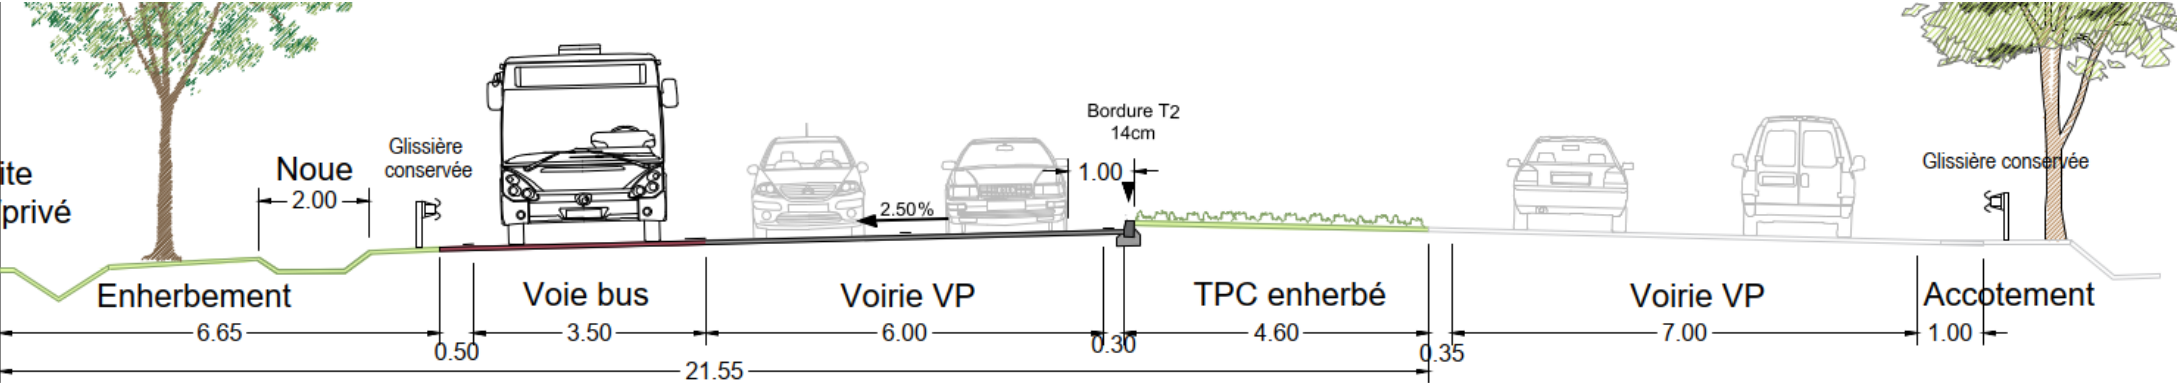 Bordure T2
14cm
Glissière
conservée
Noue
2.00
ite
privé
1.00
2.50%
Glissière conservée
Enherbement
Voie bus
Voirie VP
TPC enherbé
Voirie VP
Accotement
6.65
0.50
3.50
6.00
0.30
4.60
0.35
7.00
1.00
21.55